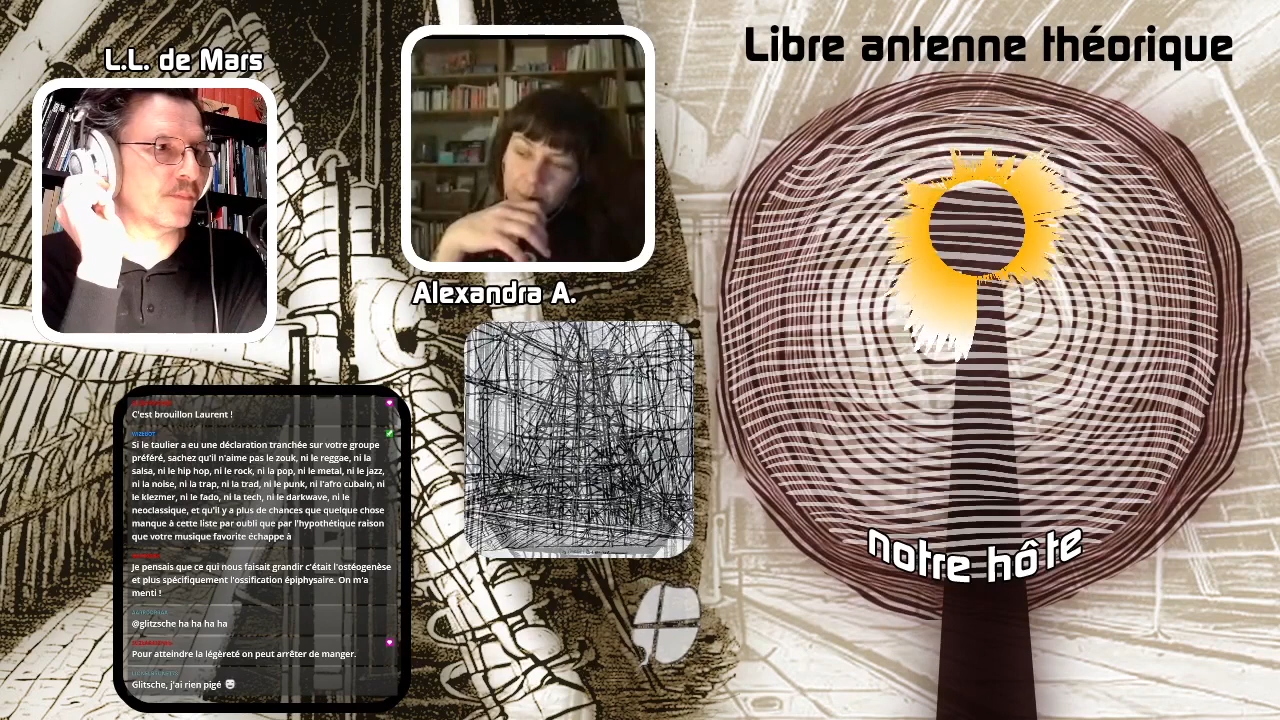 L.L. de Mars
Libre antenne théorique
Alexandra A.
C'est brouillon Laurent !
WIZEBOT
Si le taulier a eu une déclaration tranchée sur votre groupe
préféré, sachez qu'il n'aime pas le zouk, ni le reggae, ni la
salsa, ni le hip hop, ni le rock, ni la pop, ni le metal, ni le jazz,
ni la noise, ni la trap, ni la trad, ni le punk, ni l'afro cubain, ni
le klezmer, ni le fado, ni la tech, ni le darkwave, ni le
neoclassique, et qu'il y a plus de chances que quelque chose
manque à cette liste par oubli que par l'hypothétique raison
que votre musique favorite échappe à
Je pensais que ce qui nous faisait grandir c'était l'ostéogenèse
et plus spécifiquement l'ossification épiphysaire. On m'a
menti !
@glitzsche ha ha ha ha
Pour atteindre la légèreté on peut arrêter de manger.
Glitsche, j'ai rien pigé
notre hôte